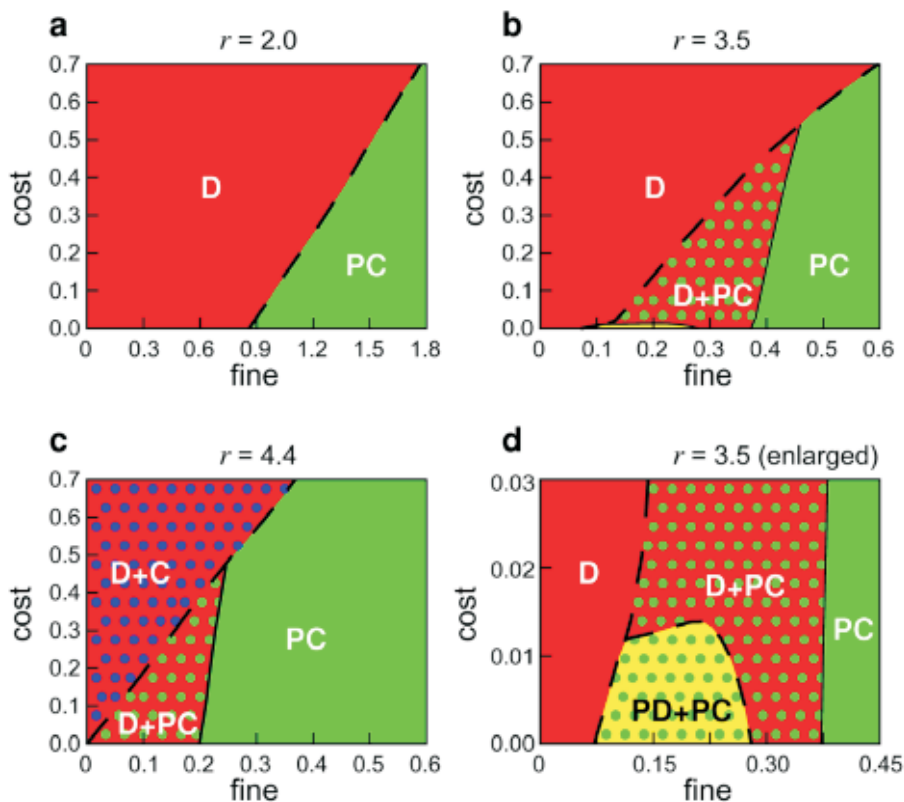 a
r = 2.0
cost
0.7
0.6
0.5
0.4
0.3
0.2
0.1
0.0
D
PC
0 0.3 0.6 0.9 1.2 1.5 1.8
fine
b
r = 3.5
cost
0.7
0.6
0.5
0.4
0.3
0.2
0.1
0.0
D
D+PC
PC
0 0.1 0.2 0.3 0.4 0.5 0.6
fine
c
r = 4.4
cost
0.7
0.6
0.5
0.4
0.3
0.2
0.1
0.0
D+C
PC
D+PC
0 0.1 0.2 0.3 0.4 0.5 0.6
fine
d
r = 3.5 (enlarged)
cost
0.03
0.02
0.01
0.00
D
D+PC
PC
PD+PC
0 0.15 0.30 0.45
fine